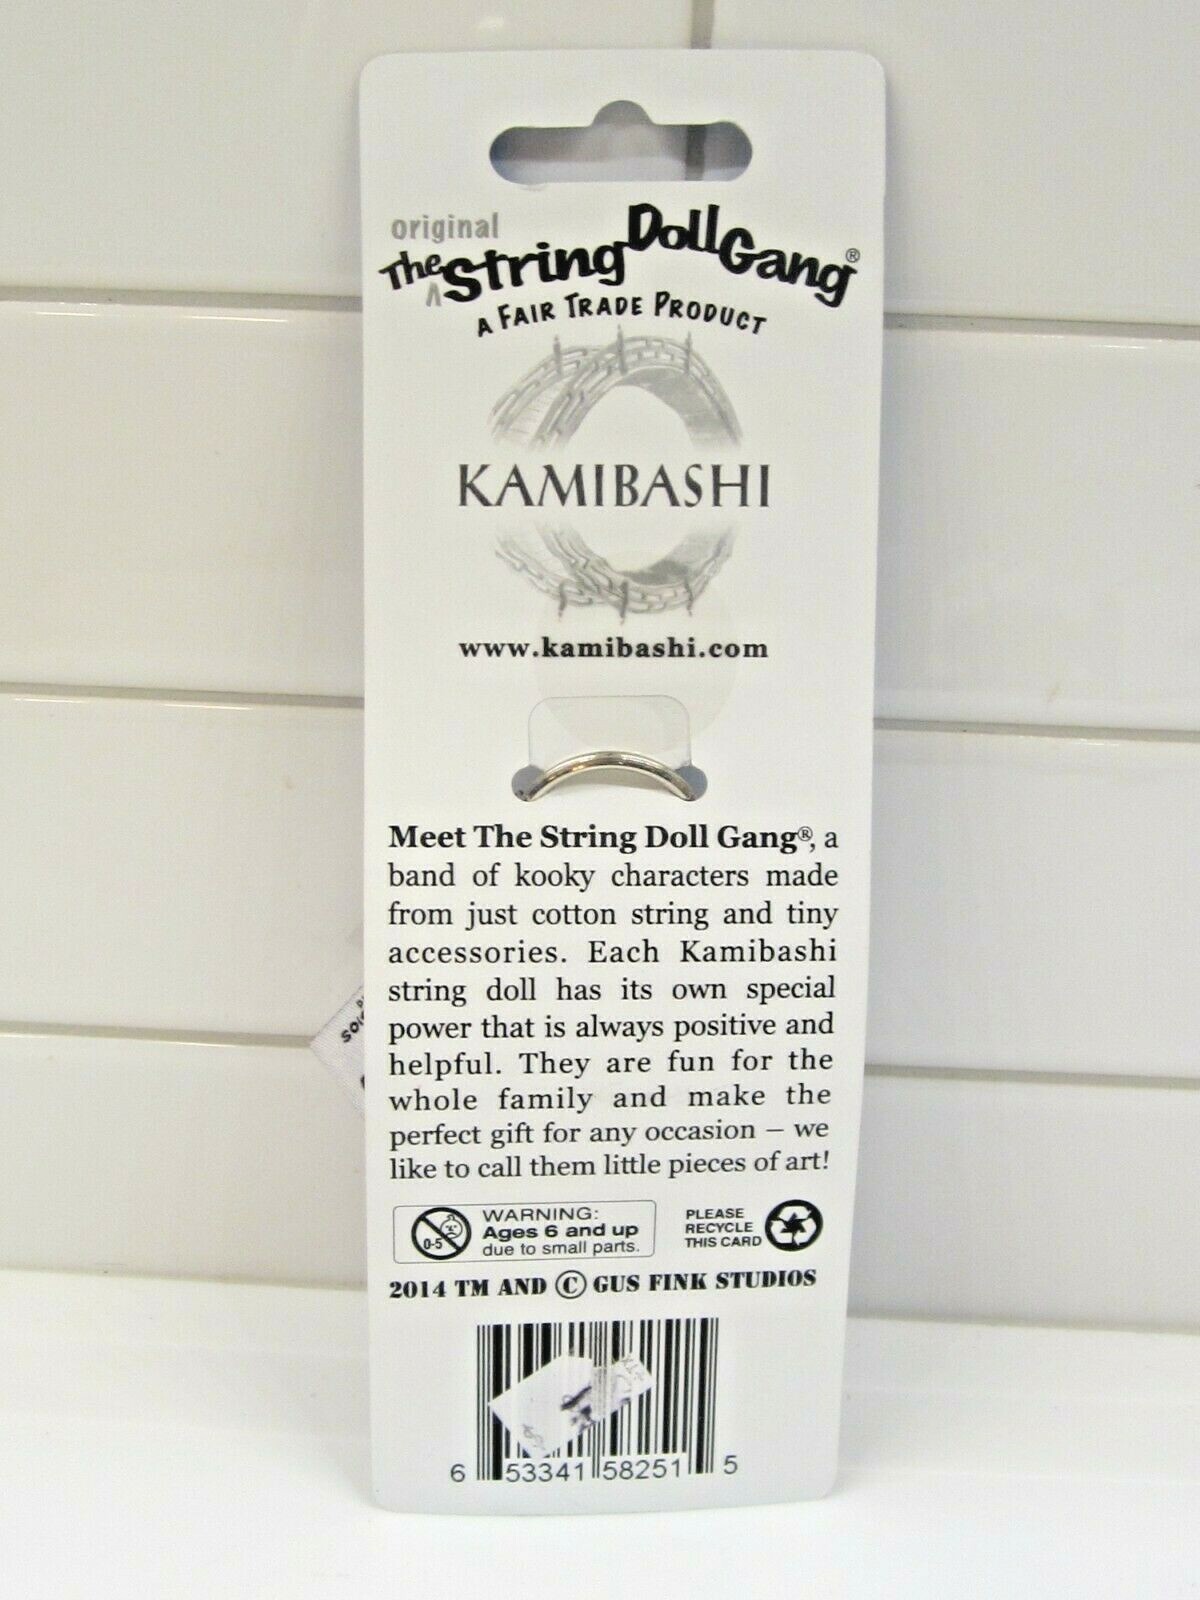 The original String Doll Gang®
A FAIR TRADE PRODUCT
KAMIBASHI
www.kamibashi.com
Meet The String Doll Gang®, a
band of kooky characters made
from just cotton string and tiny
accessories. Each Kamibashi
string doll has its own special
power that is always positive and
helpful. They are fun for the
whole family and make the
perfect gift for any occasion – we
like to call them little pieces of art!
0-5
WARNING:
Ages 6 and up
due to small parts.
PLEASE
RECYCLE
THIS CARD
2014 TM AND © GUS FINK STUDIOS
6 53341 58251 5